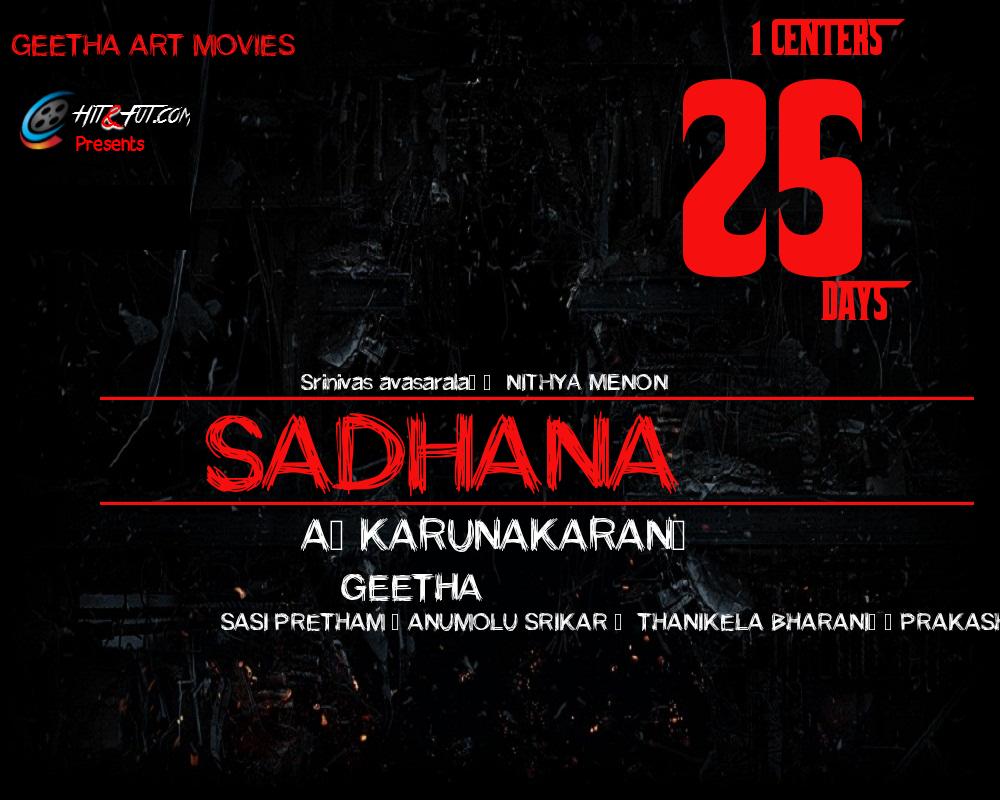 GEETHA ART MOVIES
HIT&FUT.COM
Presents
1 CENTERS
25
DAYS
Srinivas avasarala NITHYA MENON
SADHANA
A KARUNAKARAN
GEETHA
SASI PRETHAM ANUMOLU SRIKAR THANIKELA BHARANI PRAKASH